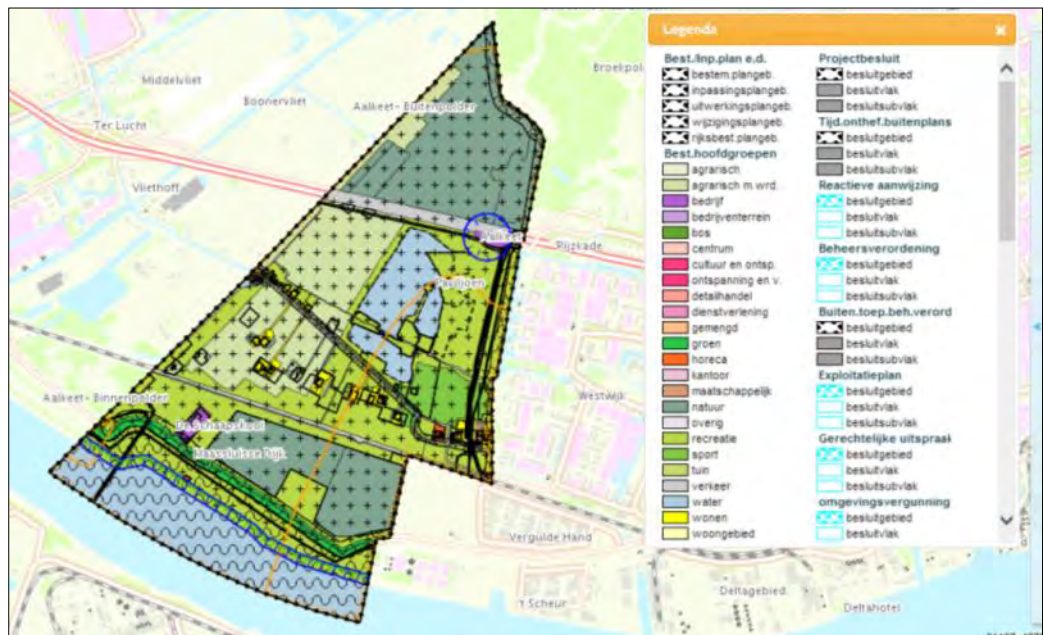 Broekpol
Middelvliet
Boonervliet
Aalkeet- Buitenpolder
Ter Lucht
Vliethoff
Aalkeet
Rijzkade
Paviljoen
Westwijk
Aalkeet - Binnenpolder
De Schaapskooi
Maassluisse Dijk
Vergulde Hand
't Scheur
Deltagebied
Deltahotel
Legenda
Best./Inp.plan e.d.
bestem.plangeb.
inpassingsplangeb.
uitwerkingsplangeb.
wijzigingsplangeb.
rijksbest.plangeb.
Best.hoofdgroepen
agrarisch
agrarisch m.wrd.
bedrijf
bedrijventerrein
bos
centrum
cultuur en ontsp.
ontspanning en v.
detailhandel
dienstverlening
gemengd
groen
horeca
kantoor
maatschappelijk
natuur
overig
recreatie
sport
tuin
verkeer
water
wonen
woongebied
Projectbesluit
besluitgebied
besluitvlak
besluitsubvlak
Tijd.onthef.buitenplans
besluitgebied
besluitvlak
besluitsubvlak
Reactieve aanwijzing
besluitgebied
besluitvlak
besluitsubvlak
Beheersverordening
besluitgebied
besluitvlak
besluitsubvlak
Buiten.toep.beh.verord
besluitgebied
besluitvlak
besluitsubvlak
Exploitatieplan
besluitgebied
besluitvlak
besluitsubvlak
Gerechtelijke uitspraak
besluitgebied
besluitvlak
besluitsubvlak
omgevingsvergunning
besluitgebied
besluitvlak